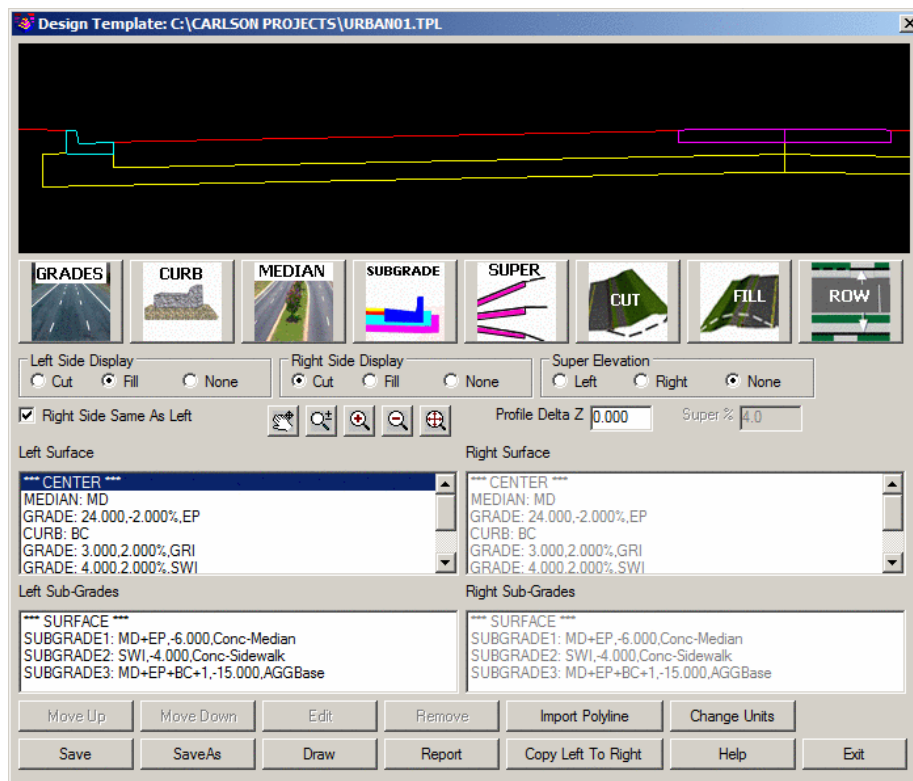 Design Template: C:\CARLSON PROJECTS\URBAN01.TPL
GRADES CURB MEDIAN SUBGRADE SUPER CUT FILL ROW
Left Side Display Right Side Display Super Elevation
Cut Fill None Cut Fill None Left Right None
Right Side Same As Left Profile Delta Z 0.000 Super % 4.0
Left Surface Right Surface
*** CENTER *** *** CENTER ***
MEDIAN: MD MEDIAN: MD
GRADE: 24.000,-2.000%,EP GRADE: 24.000,-2.000%,EP
CURB: BC CURB: BC
GRADE: 3.000,2.000%,GRI GRADE: 3.000,2.000%,GRI
GRADE: 4.000,2.000%,SWI GRADE: 4.000,2.000%,SWI
Left Sub-Grades Right Sub-Grades
*** SURFACE *** *** SURFACE ***
SUBGRADE1: MD+EP,-6.000,Conc-Median SUBGRADE1: MD+EP,-6.000,Conc-Median
SUBGRADE2: SWI,-4.000,Conc-Sidewalk SUBGRADE2: SWI,-4.000,Conc-Sidewalk
SUBGRADE3: MD+EP+BC+1,-15.000,AGGBase SUBGRADE3: MD+EP+BC+1,-15.000,AGGBase
Move Up Move Down Edit Remove Import Polyline Change Units
Save SaveAs Draw Report Copy Left To Right Help Exit